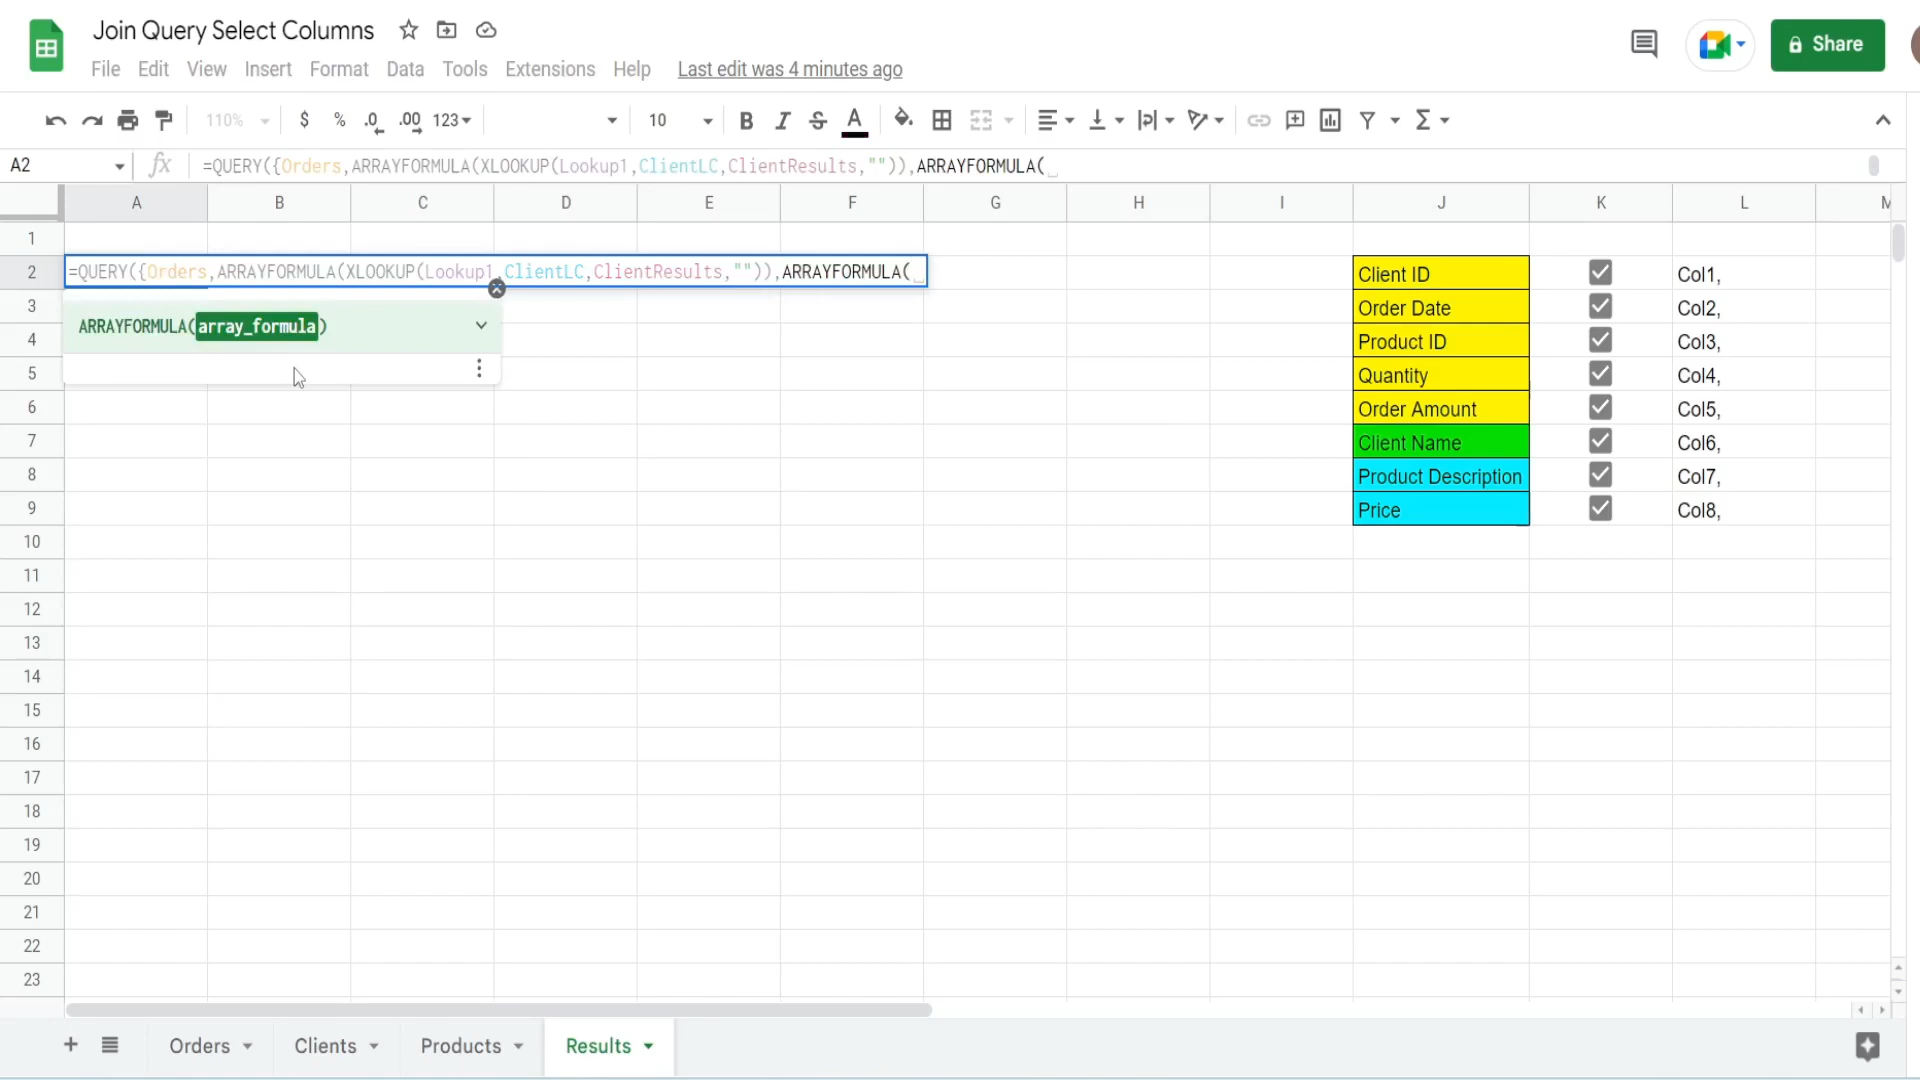 Join Query Select Columns
File Edit View Insert Format Data Tools Extensions Help Last edit was 4 minutes ago
Share
110% $ % .0 .00 123 10 B I S A
A2 fx =QUERY({Orders,ARRAYFORMULA(XLOOKUP(Lookup1,ClientLC,ClientResults,"")),ARRAYFORMULA(
A B C D E F G H I J K L M
1
2 =QUERY({Orders,ARRAYFORMULA(XLOOKUP(Lookup1,ClientLC,ClientResults,"")),ARRAYFORMULA( Client ID Col1,
3 ARRAYFORMULA(array_formula) Order Date Col2,
4 Product ID Col3,
5 Quantity Col4,
6 Order Amount Col5,
7 Client Name Col6,
8 Product Description Col7,
9 Price Col8,
10
11
12
13
14
15
16
17
18
19
20
21
22
23
Orders Clients Products Results